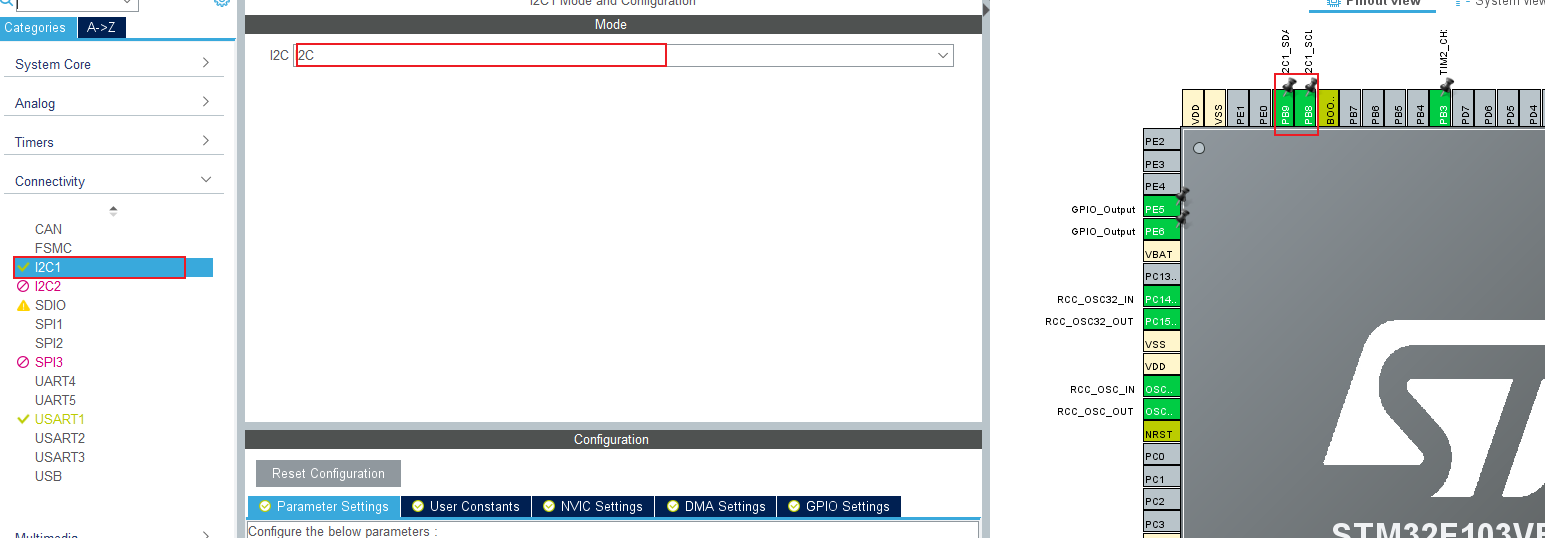 I2C1 Mode and Configuration
Pinout view
System view
Categories
A->Z
System Core
Analog
Timers
Connectivity
CAN
FSMC
I2C1
I2C2
SDIO
SPI1
SPI2
SPI3
UART4
UART5
USART1
USART2
USART3
USB
Multimedia
Mode
I2C
2C
Configuration
Reset Configuration
Parameter Settings
User Constants
NVIC Settings
DMA Settings
GPIO Settings
Configure the below parameters :
2C1_SDA
2C1_SCL
TIM2_CH
VDD
VSS
PE1
PE0
PB9
PB8
BOO..
PB7
PB6
PB5
PB4
PB3
PD7
PD6
PD5
PD4
PE2
PE3
PE4
GPIO_Output
PE5
GPIO_Output
PE6
VBAT
PC13..
RCC_OSC32_IN
PC14..
RCC_OSC32_OUT
PC15..
VSS
VDD
RCC_OSC_IN
OSC..
RCC_OSC_OUT
OSC..
NRST
PC0
PC1
PC2
PC3
STM32F103VE